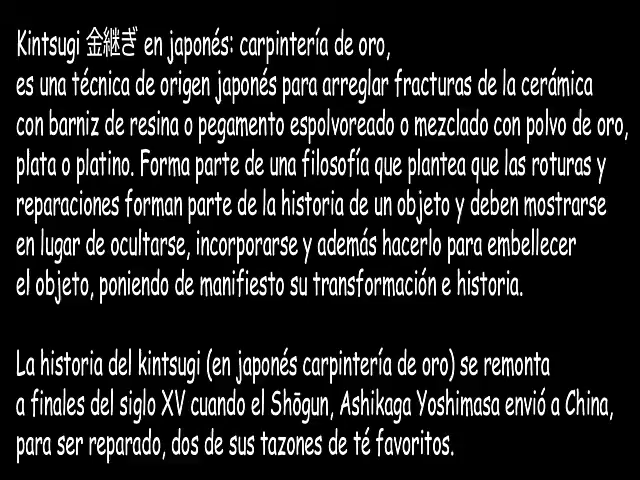 Kintsugi 金継ぎ en japonés: carpintería de oro,
es una técnica de origen japonés para arreglar fracturas de la cerámica
con barniz de resina o pegamento espolvoreado o mezclado con polvo de oro,
plata o platino. Forma parte de una filosofía que plantea que las roturas y
reparaciones forman parte de la historia de un objeto y deben mostrarse
en lugar de ocultarse, incorporarse y además hacerlo para embellecer
el objeto, poniendo de manifiesto su transformación e historia.
La historia del kintsugi (en japonés carpintería de oro) se remonta
a finales del siglo XV cuando el Shōgun, Ashikaga Yoshimasa envió a China,
para ser reparado, dos de sus tazones de té favoritos.